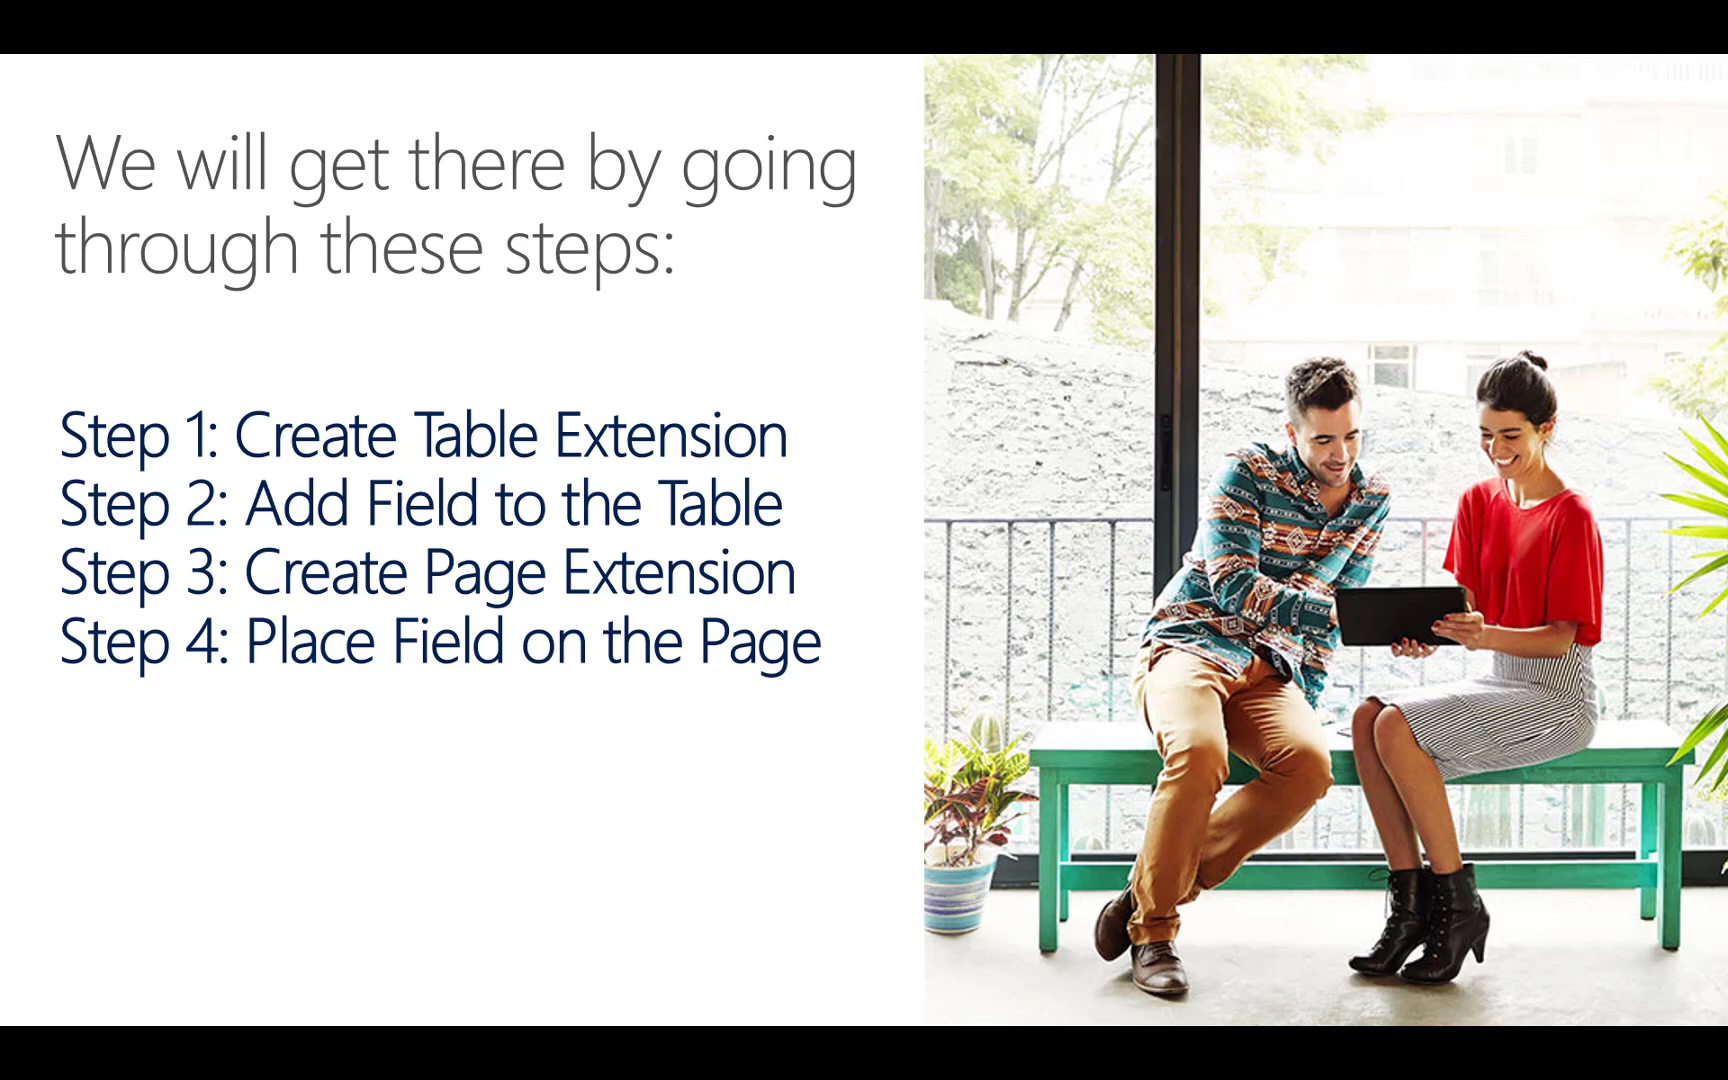 We will get there by going
through these steps:
Step 1: Create Table Extension
Step 2: Add Field to the Table
Step 3: Create Page Extension
Step 4: Place Field on the Page